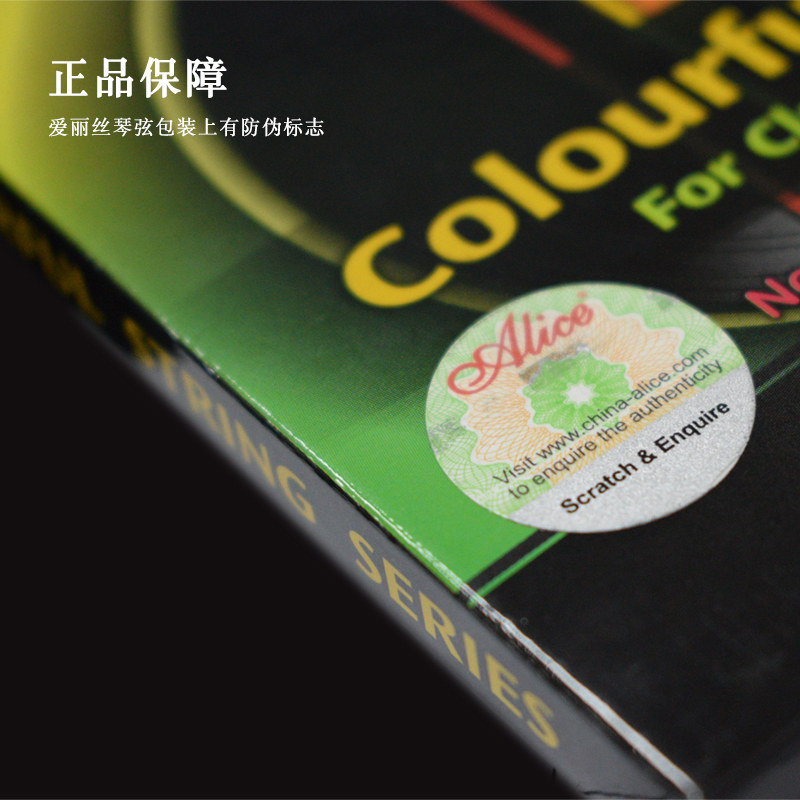 正品保障
爱丽丝琴弦包装上有防伪标志
Colourfu
For Cl
Alice®
Visit www.china-alice.com
to enquire the authenticity
Scratch & Enquire
STRING SERIES